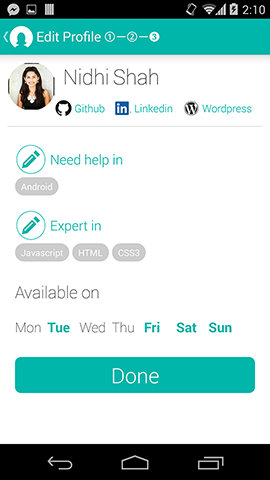 2:10
Edit Profile ①—②—❸
Nidhi Shah
Github Linkedin Wordpress
Need help in
Android
Expert in
Javascript HTML CSS3
Available on
Mon Tue Wed Thu Fri Sat Sun
Done